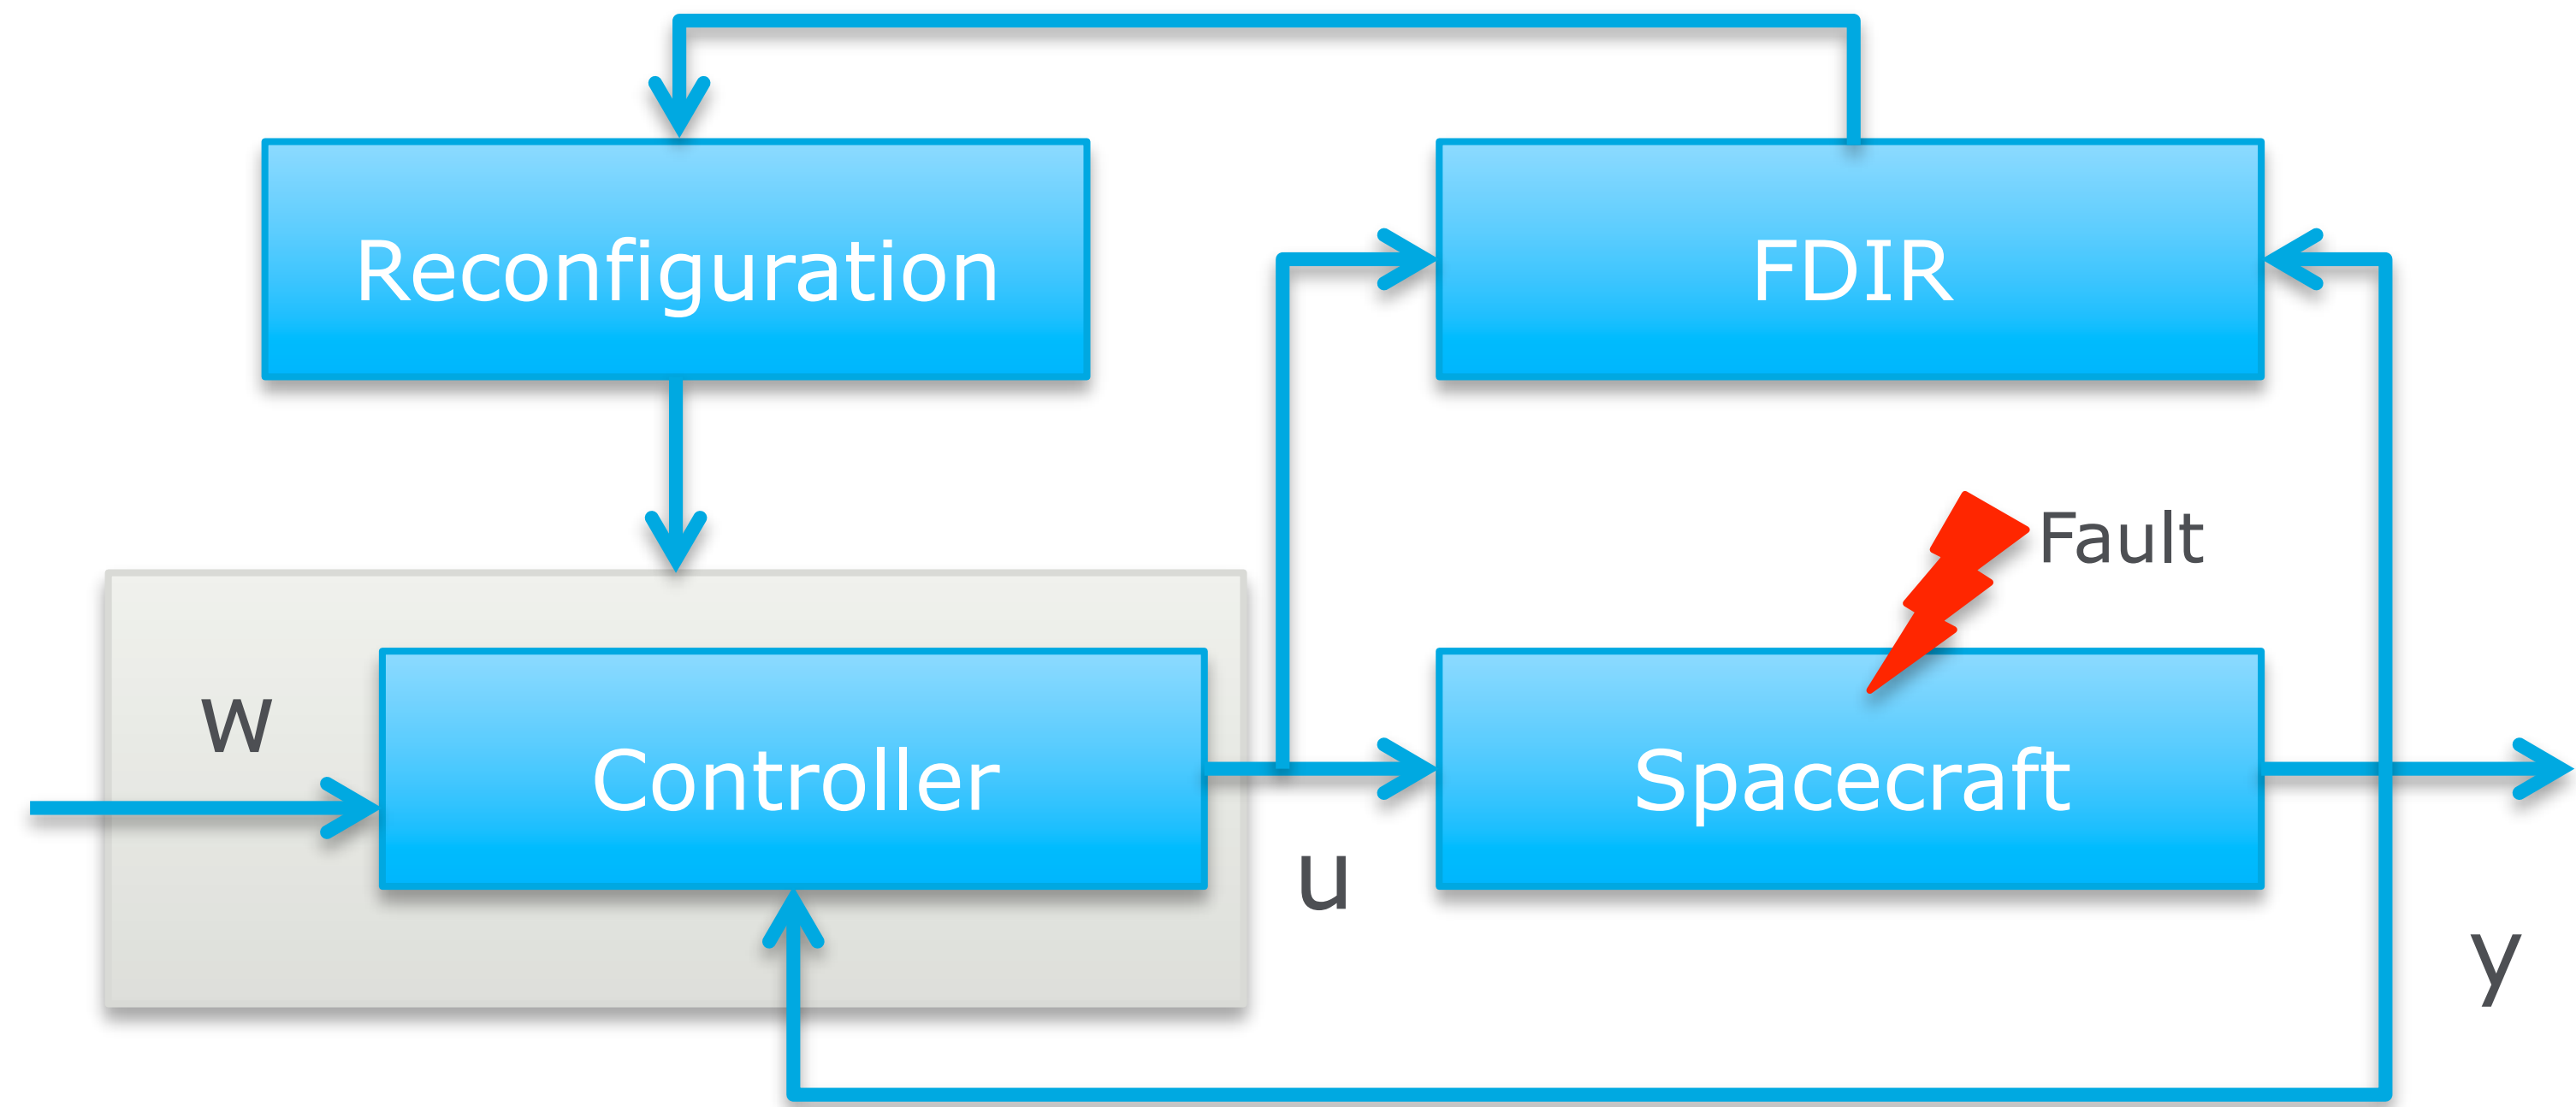 Reconfiguration
FDIR
Fault
w
Controller
Spacecraft
u
y